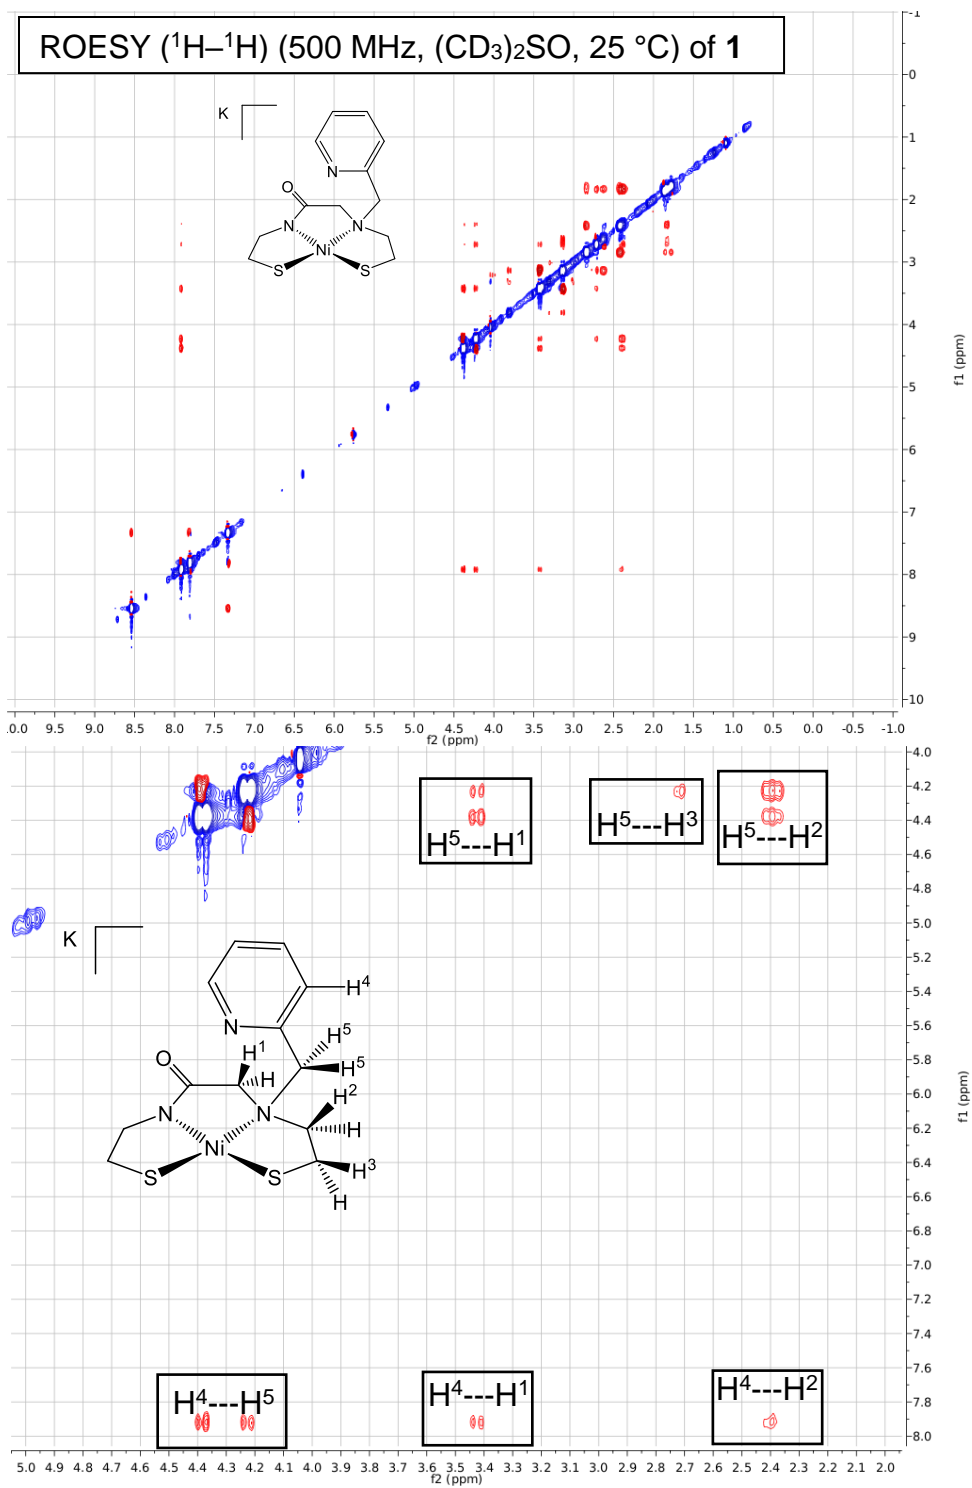 ROESY (¹H–¹H) (500 MHz, (CD₃)₂SO, 25 °C) of 1
-1
0
1
2
3
4
5
6
7
8
9
10
f1 (ppm)
K
N
O
N
N
Ni
S
S
.0.0 9.5 9.0 8.5 8.0 7.5 7.0 6.5 6.0 5.5 5.0 4.5 4.0 3.5 3.0 2.5 2.0 1.5 1.0 0.5 0.0 -0.5 -1.0
f2 (ppm)
4.0
4.2
4.4
4.6
4.8
5.0
5.2
5.4
5.6
5.8
6.0
6.2
6.4
6.6
6.8
7.0
7.2
7.4
7.6
7.8
8.0
f1 (ppm)
H⁵---H¹
H⁵---H³
H⁵---H²
K
H⁴
N
H⁵
O
H¹
H
H⁵
H²
N
N
H
Ni
S
S
H³
H
H⁴---H⁵
H⁴---H¹
H⁴---H²
5.0 4.9 4.8 4.7 4.6 4.5 4.4 4.3 4.2 4.1 4.0 3.9 3.8 3.7 3.6 3.5 3.4 3.3 3.2 3.1 3.0 2.9 2.8 2.7 2.6 2.5 2.4 2.3 2.2 2.1 2.0
f2 (ppm)